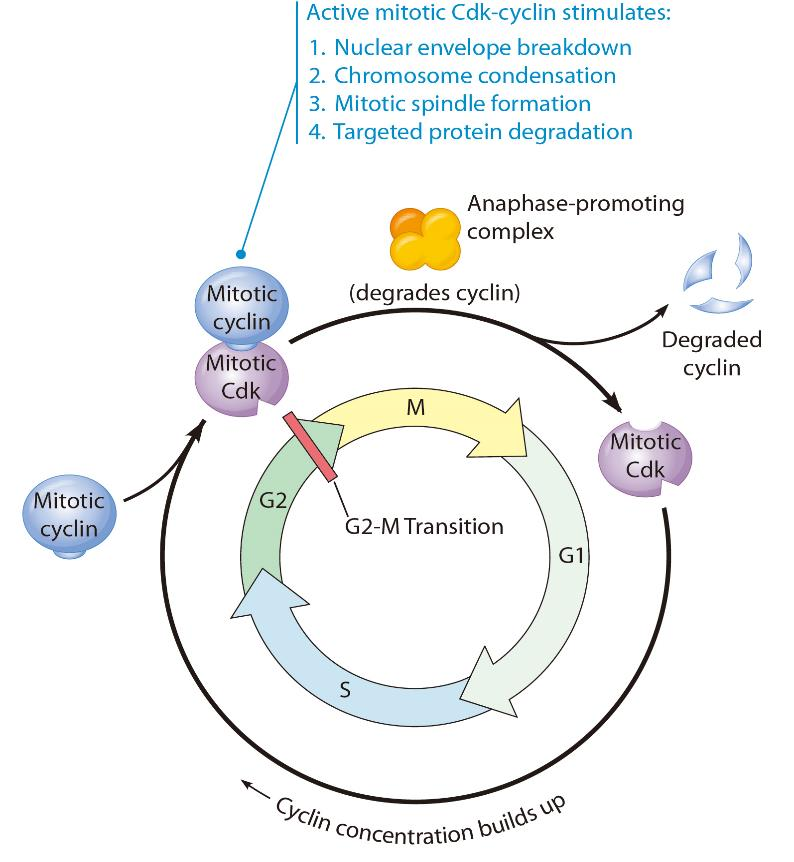 Active mitotic Cdk-cyclin stimulates:
1. Nuclear envelope breakdown
2. Chromosome condensation
3. Mitotic spindle formation
4. Targeted protein degradation
Anaphase-promoting
complex
(degrades cyclin)
Degraded
cyclin
Mitotic
cyclin
Mitotic
Cdk
M
Mitotic
Cdk
Mitotic
cyclin
G2
G2-M Transition
G1
S
Cyclin concentration builds up